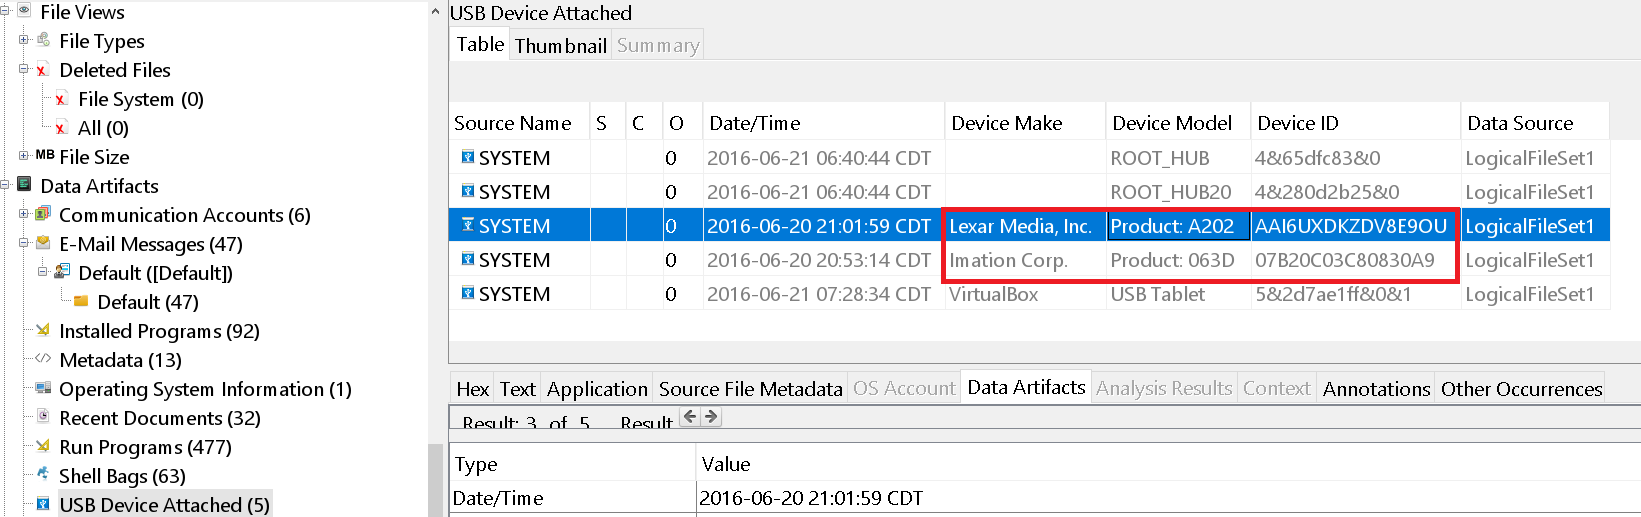 File Views
File Types
Deleted Files
File System (0)
All (0)
MB File Size
Data Artifacts
Communication Accounts (6)
E-Mail Messages (47)
Default ([Default])
Default (47)
Installed Programs (92)
Metadata (13)
Operating System Information (1)
Recent Documents (32)
Run Programs (477)
Shell Bags (63)
USB Device Attached (5)
USB Device Attached
Table Thumbnail Summary
Source Name S C O Date/Time Device Make Device Model Device ID Data Source
SYSTEM 0 2016-06-21 06:40:44 CDT ROOT_HUB 4&65dfc83&0 LogicalFileSet1
SYSTEM 0 2016-06-21 06:40:44 CDT ROOT_HUB20 4&280d2b25&0 LogicalFileSet1
SYSTEM 0 2016-06-20 21:01:59 CDT Lexar Media, Inc. Product: A202 AAI6UXDKZDV8E9OU LogicalFileSet1
SYSTEM 0 2016-06-20 20:53:14 CDT Imation Corp. Product: 063D 07B20C03C80830A9 LogicalFileSet1
SYSTEM 0 2016-06-21 07:28:34 CDT VirtualBox USB Tablet 5&2d7ae1ff&0&1 LogicalFileSet1
Hex Text Application Source File Metadata OS Account Data Artifacts Analysis Results Context Annotations Other Occurrences
Result: 3 of 5 Result
Type Value
Date/Time 2016-06-20 21:01:59 CDT